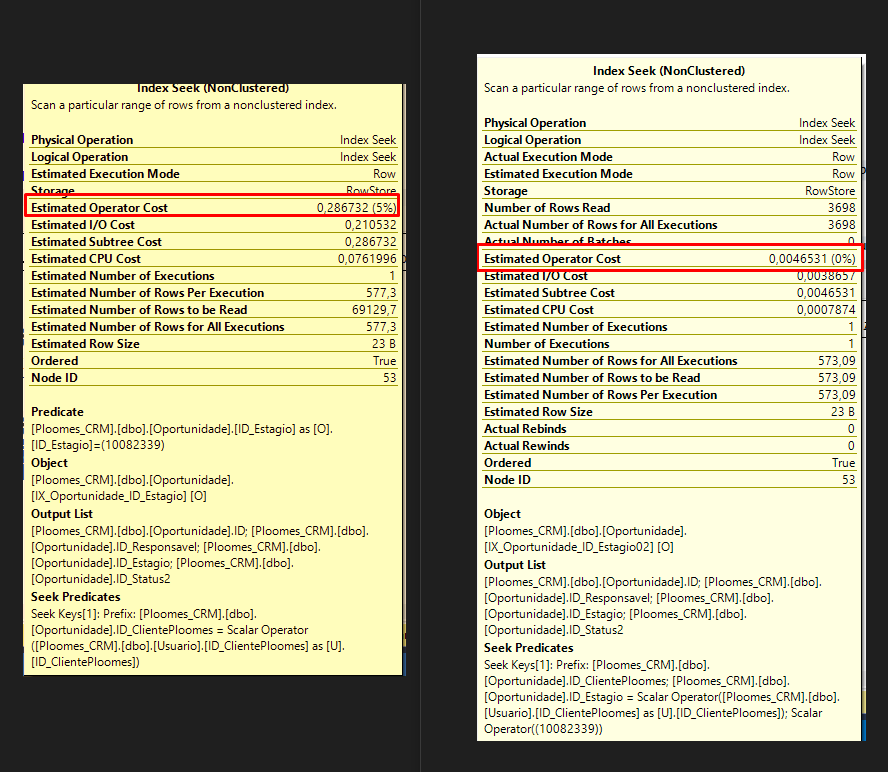 Index Seek (NonClustered)
Scan a particular range of rows from a nonclustered index.
Physical Operation Index Seek
Logical Operation Index Seek
Estimated Execution Mode Row
Storage RowStore
Estimated Operator Cost 0,286732 (5%)
Estimated I/O Cost 0,210532
Estimated Subtree Cost 0,286732
Estimated CPU Cost 0,0761996
Estimated Number of Executions 1
Estimated Number of Rows Per Execution 577,3
Estimated Number of Rows to be Read 69129,7
Estimated Number of Rows for All Executions 577,3
Estimated Row Size 23 B
Ordered True
Node ID 53
Predicate
[Ploomes_CRM].[dbo].[Oportunidade].[ID_Estagio] as [O].
[ID_Estagio]=(10082339)
Object
[Ploomes_CRM].[dbo].[Oportunidade].
[IX_Oportunidade_ID_Estagio] [O]
Output List
[Ploomes_CRM].[dbo].[Oportunidade].ID; [Ploomes_CRM].[dbo].
[Oportunidade].ID_Responsavel; [Ploomes_CRM].[dbo].
[Oportunidade].ID_Estagio; [Ploomes_CRM].[dbo].
[Oportunidade].ID_Status2
Seek Predicates
Seek Keys[1]: Prefix: [Ploomes_CRM].[dbo].
[Oportunidade].ID_ClientePloomes = Scalar Operator
([Ploomes_CRM].[dbo].[Usuario].[ID_ClientePloomes] as [U].
[ID_ClientePloomes])
Index Seek (NonClustered)
Scan a particular range of rows from a nonclustered index.
Physical Operation Index Seek
Logical Operation Index Seek
Actual Execution Mode Row
Estimated Execution Mode Row
Storage RowStore
Number of Rows Read 3698
Actual Number of Rows for All Executions 3698
Actual Number of Batches 0
Estimated Operator Cost 0,0046531 (0%)
Estimated I/O Cost 0,0038657
Estimated Subtree Cost 0,0046531
Estimated CPU Cost 0,0007874
Estimated Number of Executions 1
Number of Executions 1
Estimated Number of Rows for All Executions 573,09
Estimated Number of Rows to be Read 573,09
Estimated Number of Rows Per Execution 573,09
Estimated Row Size 23 B
Actual Rebinds 0
Actual Rewinds 0
Ordered True
Node ID 53
Object
[Ploomes_CRM].[dbo].[Oportunidade].
[IX_Oportunidade_ID_Estagio02] [O]
Output List
[Ploomes_CRM].[dbo].[Oportunidade].ID; [Ploomes_CRM].[dbo].
[Oportunidade].ID_Responsavel; [Ploomes_CRM].[dbo].
[Oportunidade].ID_Estagio; [Ploomes_CRM].[dbo].
[Oportunidade].ID_Status2
Seek Predicates
Seek Keys[1]: Prefix: [Ploomes_CRM].[dbo].
[Oportunidade].ID_ClientePloomes; [Ploomes_CRM].[dbo].
[Oportunidade].ID_Estagio = Scalar Operator([Ploomes_CRM].[dbo].
[Usuario].[ID_ClientePloomes] as [U].[ID_ClientePloomes]); Scalar
Operator((10082339))